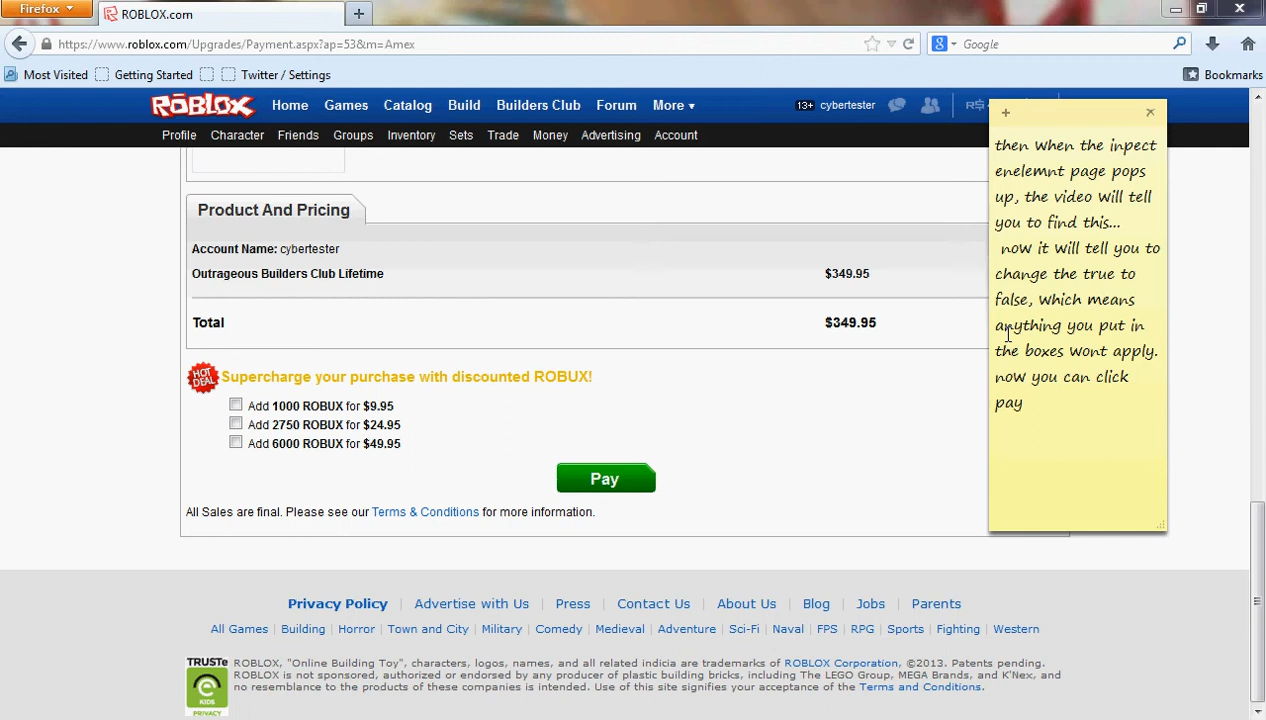 Firefox
ROBLOX.com
https://www.roblox.com/Upgrades/Payment.aspx?ap=53&m=Amex
Google
Most Visited Getting Started Twitter / Settings Bookmarks
ROBLOX Home Games Catalog Build Builders Club Forum More 13+ cybertester R$
Profile Character Friends Groups Inventory Sets Trade Money Advertising Account
then when the inpect
enelemnt page pops
up, the video will tell
you to find this...
now it will tell you to
change the true to
false, which means
anything you put in
the boxes wont apply.
now you can click
pay
Product And Pricing
Account Name: cybertester
Outrageous Builders Club Lifetime $349.95
Total $349.95
HOT DEAL Supercharge your purchase with discounted ROBUX!
Add 1000 ROBUX for $9.95
Add 2750 ROBUX for $24.95
Add 6000 ROBUX for $49.95
Pay
All Sales are final. Please see our Terms & Conditions for more information.
Privacy Policy | Advertise with Us | Press | Contact Us | About Us | Blog | Jobs | Parents
All Games | Building | Horror | Town and City | Military | Comedy | Medieval | Adventure | Sci-Fi | Naval | FPS | RPG | Sports | Fighting | Western
TRUSTe
KIDS
PRIVACY
ROBLOX, "Online Building Toy", characters, logos, names, and all related indicia are trademarks of ROBLOX Corporation, ©2013. Patents pending.
ROBLOX is not sponsored, authorized or endorsed by any producer of plastic building bricks, including The LEGO Group, MEGA Brands, and K'Nex, and
no resemblance to the products of these companies is intended. Use of this site signifies your acceptance of the Terms and Conditions.